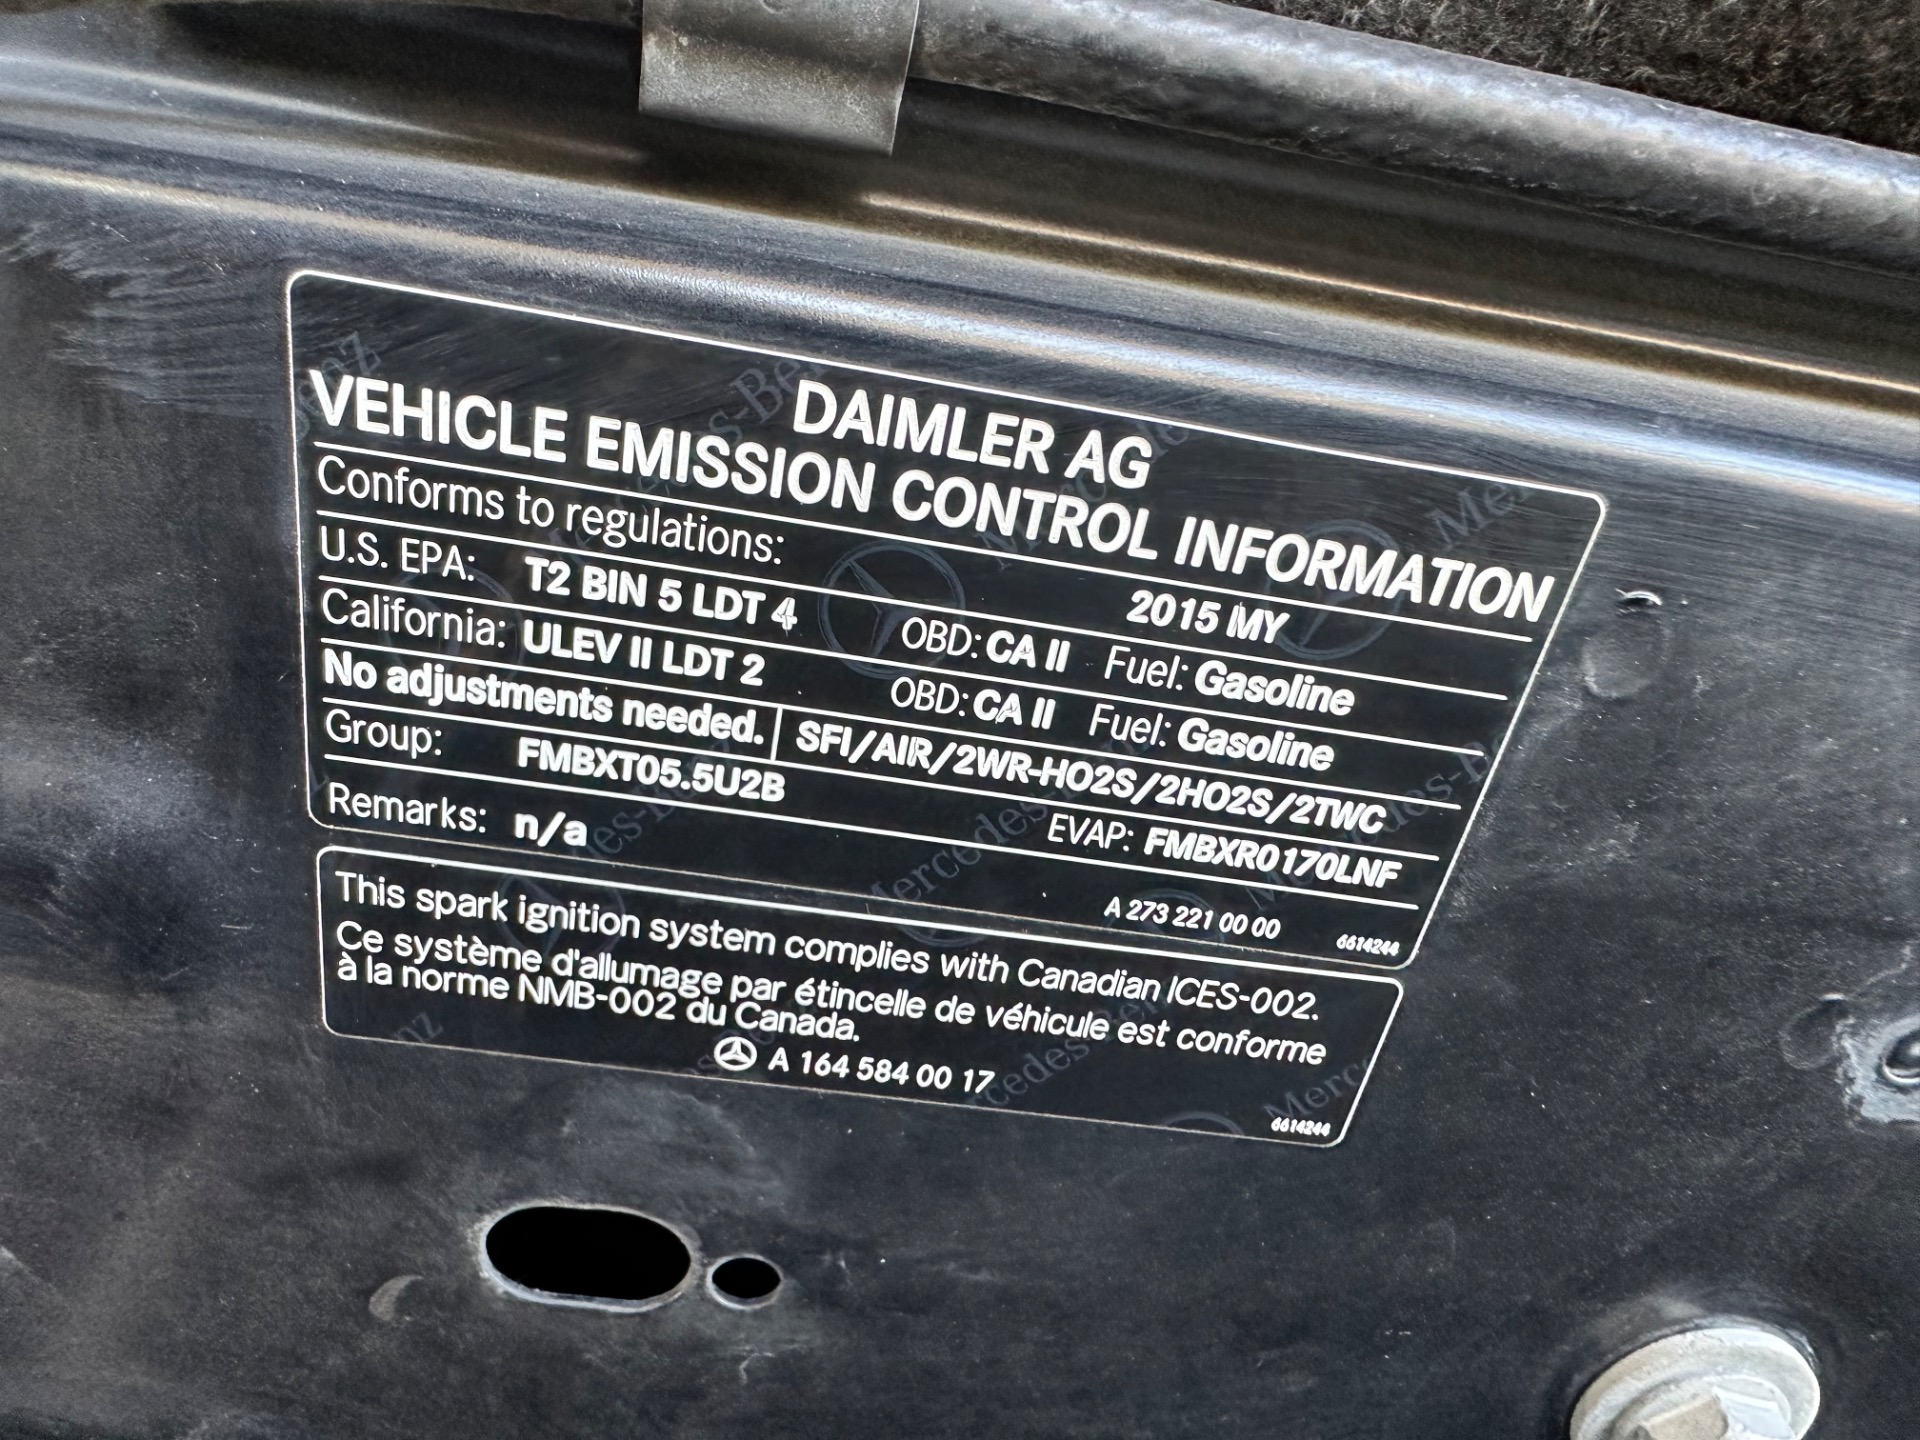 DAIMLER AG
VEHICLE EMISSION CONTROL INFORMATION
Conforms to regulations: 2015 MY
U.S. EPA: T2 BIN 5 LDT 4 OBD: CA II Fuel: Gasoline
California: ULEV II LDT 2 OBD: CA II Fuel: Gasoline
No adjustments needed. SFI/AIR/2WR-HO2S/2HO2S/2TWC
Group: FMBXT05.5U2B EVAP: FMBXR0170LNF
Remarks: n/a
A 273 221 00 00 6614244
This spark ignition system complies with Canadian ICES-002.
Ce système d'allumage par étincelle de véhicule est conforme
à la norme NMB-002 du Canada.
A 164 584 00 17
6614244